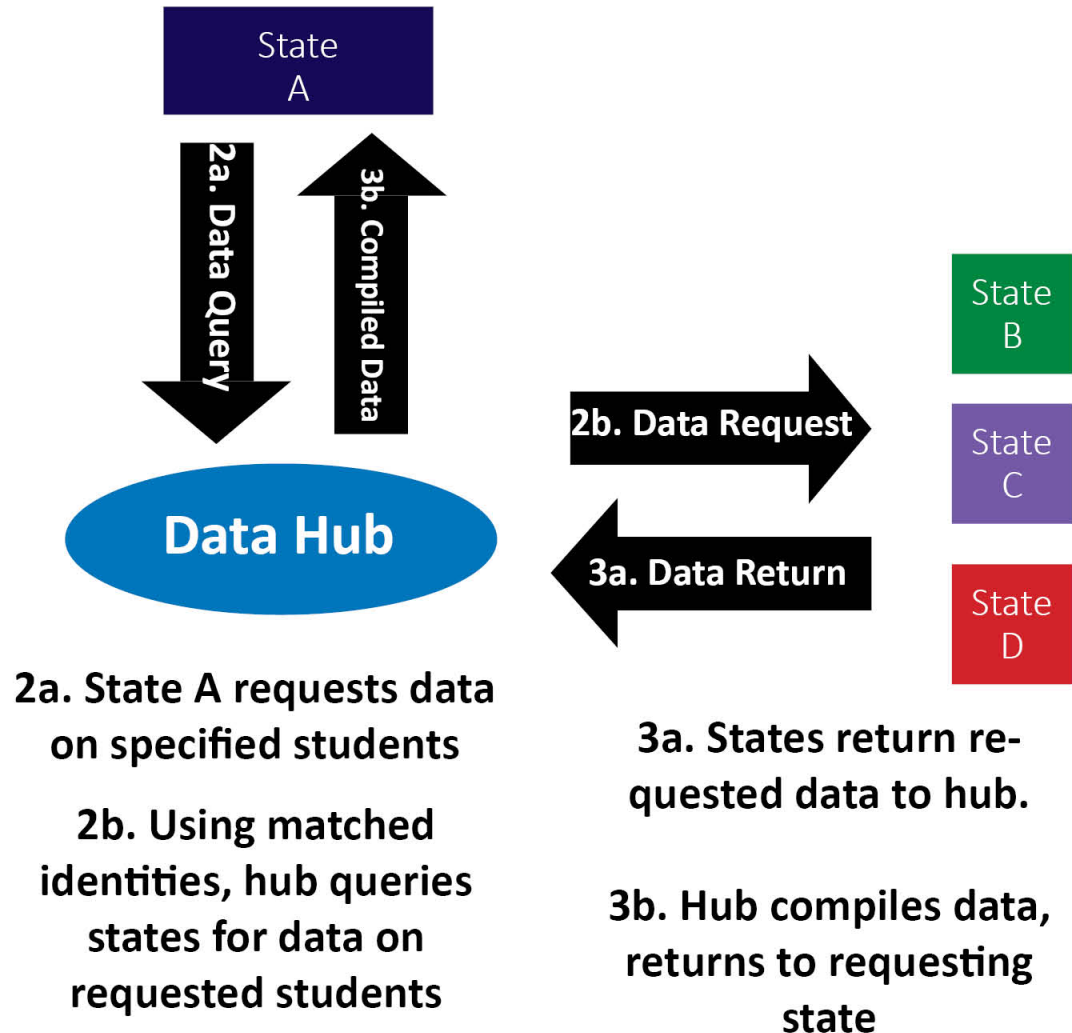 State
A
2a. Data Query
3b. Compiled Data
State
B
2b. Data Request
State
C
Data Hub
3a. Data Return
State
D
2a. State A requests data
on specified students
2b. Using matched
identities, hub queries
states for data on
requested students
3a. States return re-
quested data to hub.
3b. Hub compiles data,
returns to requesting
state